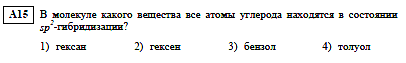 A15 В молекуле какого вещества все атомы углерода находятся в состоянии
sp²-гибридизации?
1) гексан 2) гексен 3) бензол 4) толуол